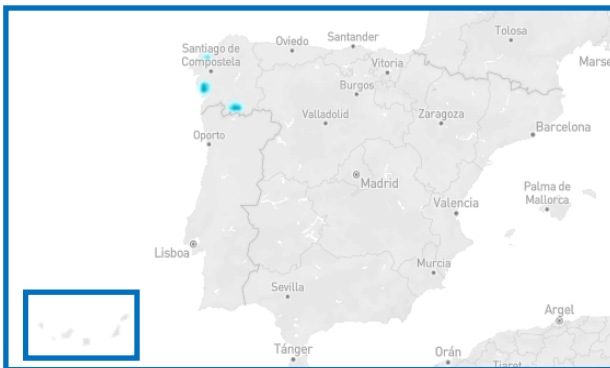 Tolosa
Santander
Oviedo
Santiago de
Compostela
Vitoria
Marse
Burgos
Valladolid
Zaragoza
Barcelona
Oporto
Madrid
Palma de
Mallorca
Valencia
Lisboa
Murcia
Sevilla
Argel
Tánger
Orán
Tiaret